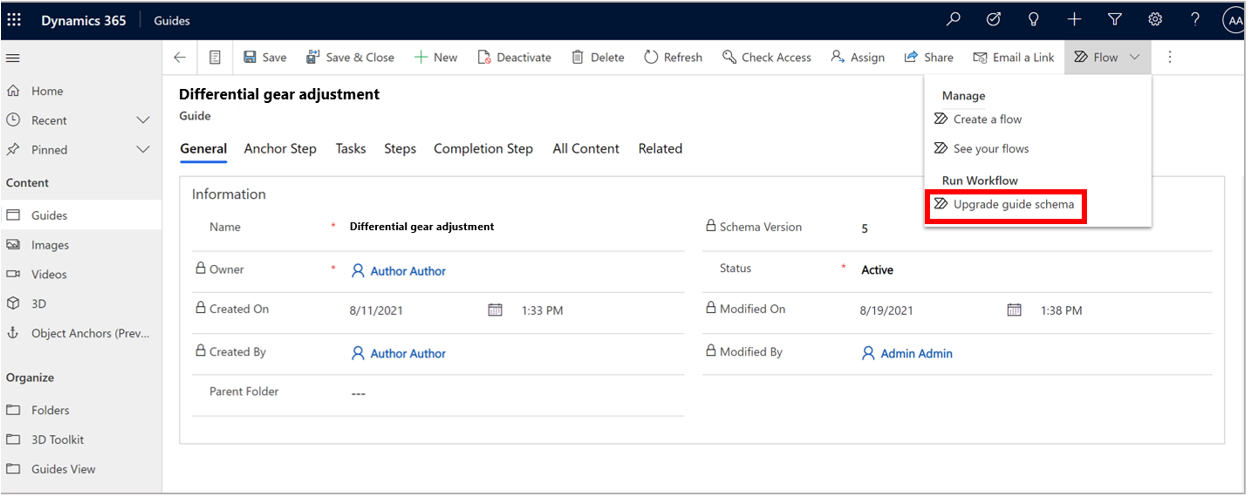 Dynamics 365 Guides AA
Save Save & Close New Deactivate Delete Refresh Check Access Assign Share Email a Link Flow
Home
Recent
Pinned
Content
Guides
Images
Videos
3D
Object Anchors (Prev...
Organize
Folders
3D Toolkit
Guides View
Differential gear adjustment
Guide
General Anchor Step Tasks Steps Completion Step All Content Related
Manage
Create a flow
See your flows
Run Workflow
Upgrade guide schema
Information
Name * Differential gear adjustment
Schema Version 5
Owner * Author Author
Status * Active
Created On 8/11/2021 1:33 PM
Modified On 8/19/2021 1:38 PM
Created By Author Author
Modified By Admin Admin
Parent Folder ---